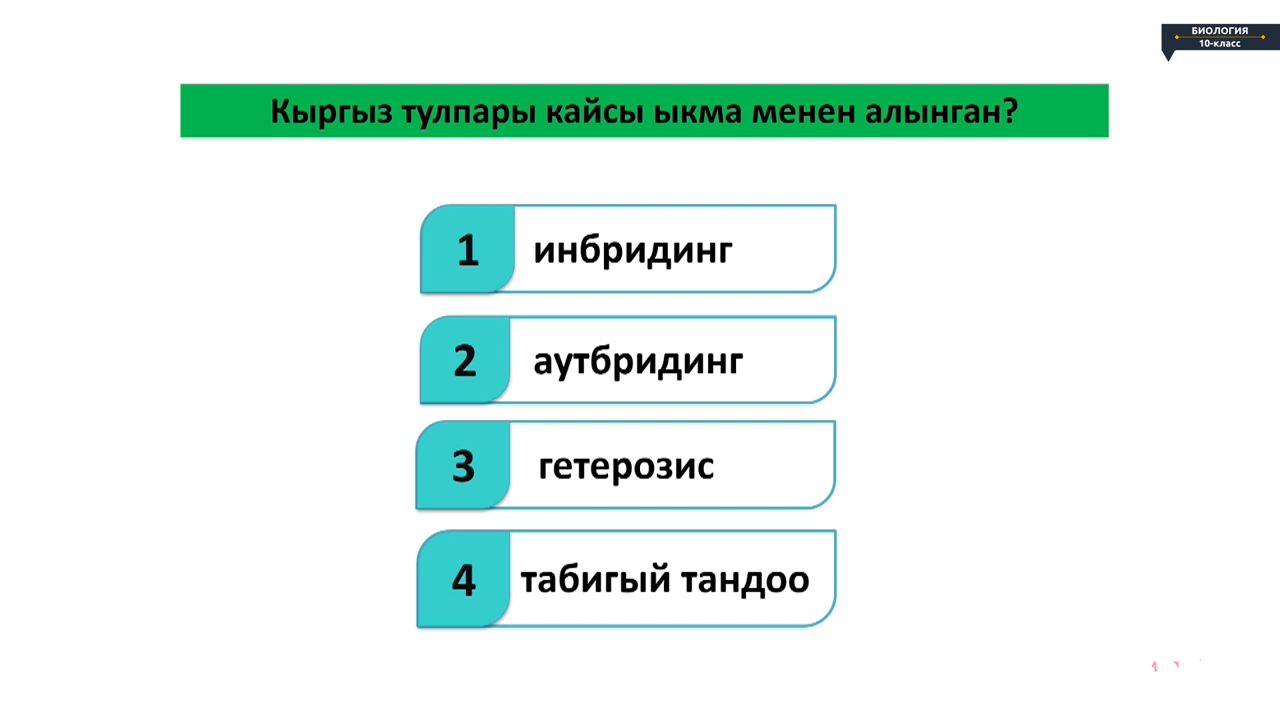 БИОЛОГИЯ
10-класс
Кыргыз тулпары кайсы ыкма менен алынган?
1 инбридинг
2 аутбридинг
3 гетерозис
4 табигый тандоо